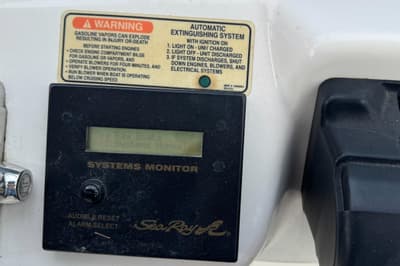 WARNING
GASOLINE VAPORS CAN EXPLODE
RESULTING IN INJURY OR DEATH
BEFORE STARTING ENGINES
• CHECK ENGINE COMPARTMENT BILGE
FOR GASOLINE OR VAPORS, AND
• OPERATE BLOWERS FOR FOUR MINUTES, AND
• VERIFY BLOWER OPERATION
• RUN BLOWER WHEN BOAT IS OPERATING
BELOW CRUISING SPEED
AUTOMATIC
EXTINGUISHING SYSTEM
WITH IGNITION ON
1. LIGHT ON - UNIT CHARGED
2. LIGHT OFF - UNIT DISCHARGED
3. IF SYSTEM DISCHARGES, SHUT
DOWN ENGINES, BLOWERS, AND
ELECTRICAL SYSTEMS
SYSTEMS MONITOR
AUDIBLE RESET
ALARM SELECT
Sea Ray